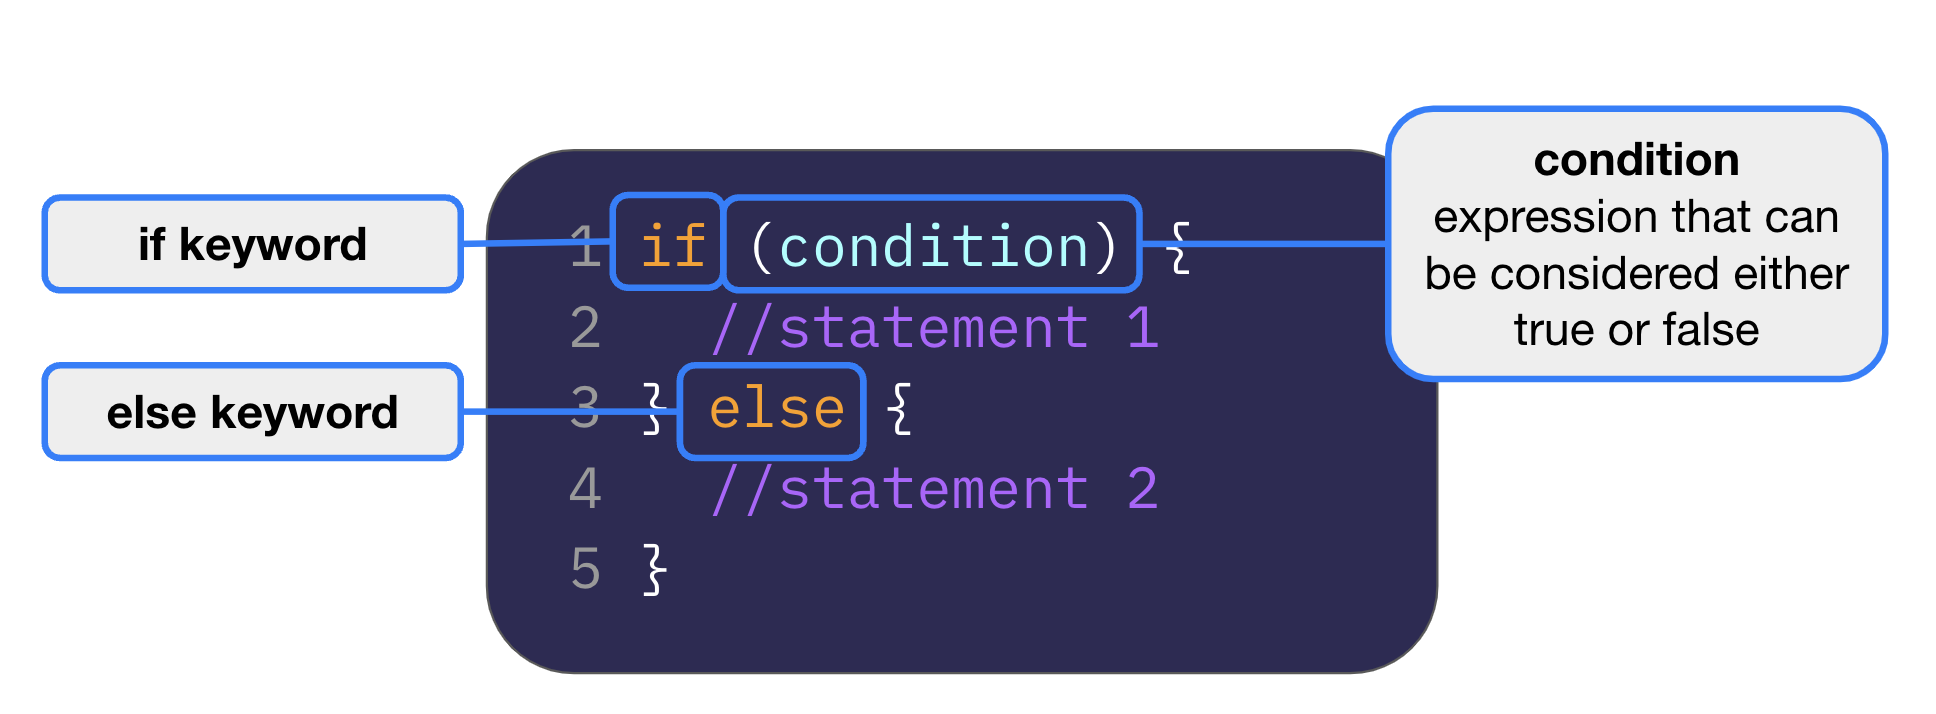 if keyword
else keyword
1 if (condition) {
2 //statement 1
3 } else {
4 //statement 2
5 }
condition
expression that can
be considered either
true or false